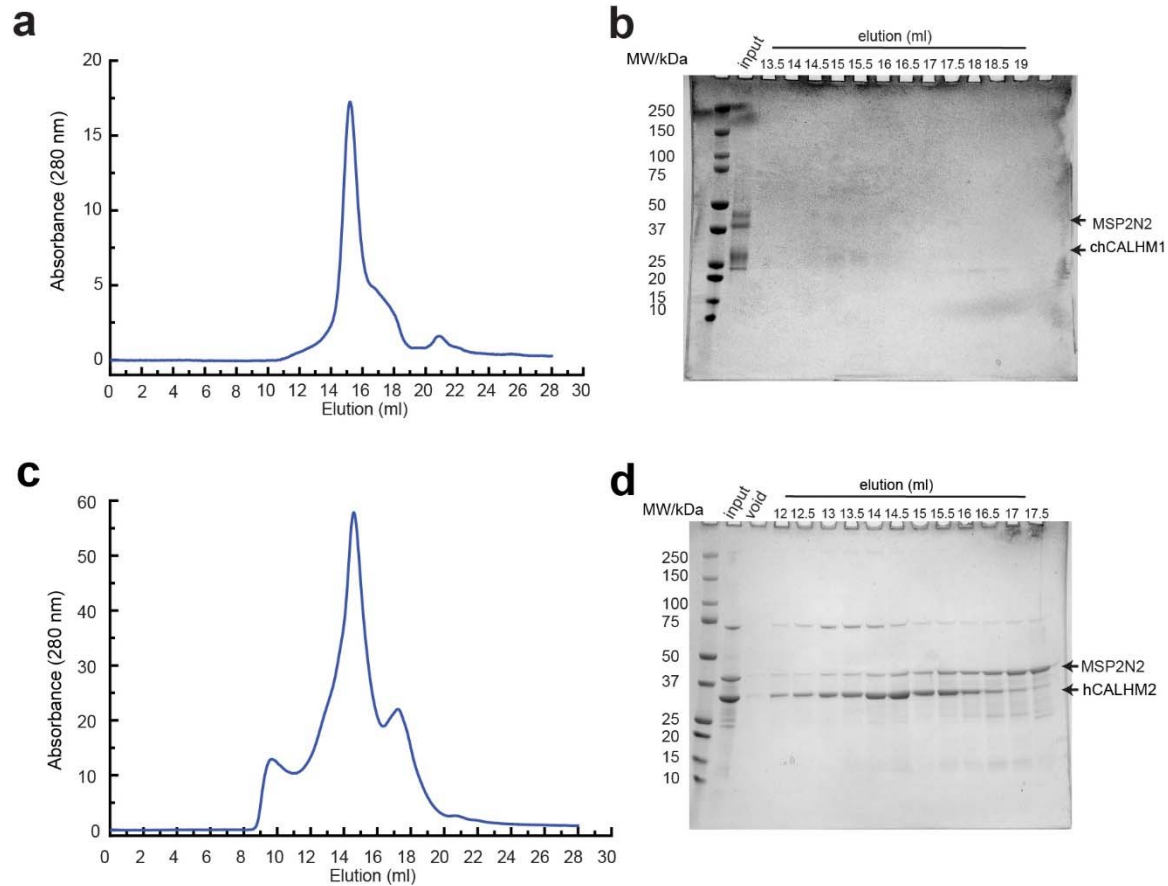 a
Absorbance (280 nm)
20
15
10
5
0
0 2 4 6 8 10 12 14 16 18 20 22 24 26 28 30
Elution (ml)
b
elution (ml)
MW/kDa input 13.5 14 14.5 15 15.5 16 16.5 17 17.5 18 18.5 19
250
150
100
75
50
37
25
20
15
10
MSP2N2
chCALHM1
c
Absorbance (280 nm)
60
50
40
30
20
10
0
0 2 4 6 8 10 12 14 16 18 20 22 24 26 28 30
Elution (ml)
d
elution (ml)
MW/kDa input void 12 12.5 13 13.5 14 14.5 15 15.5 16 16.5 17 17.5
250
150
100
75
50
37
25
20
15
10
MSP2N2
hCALHM2